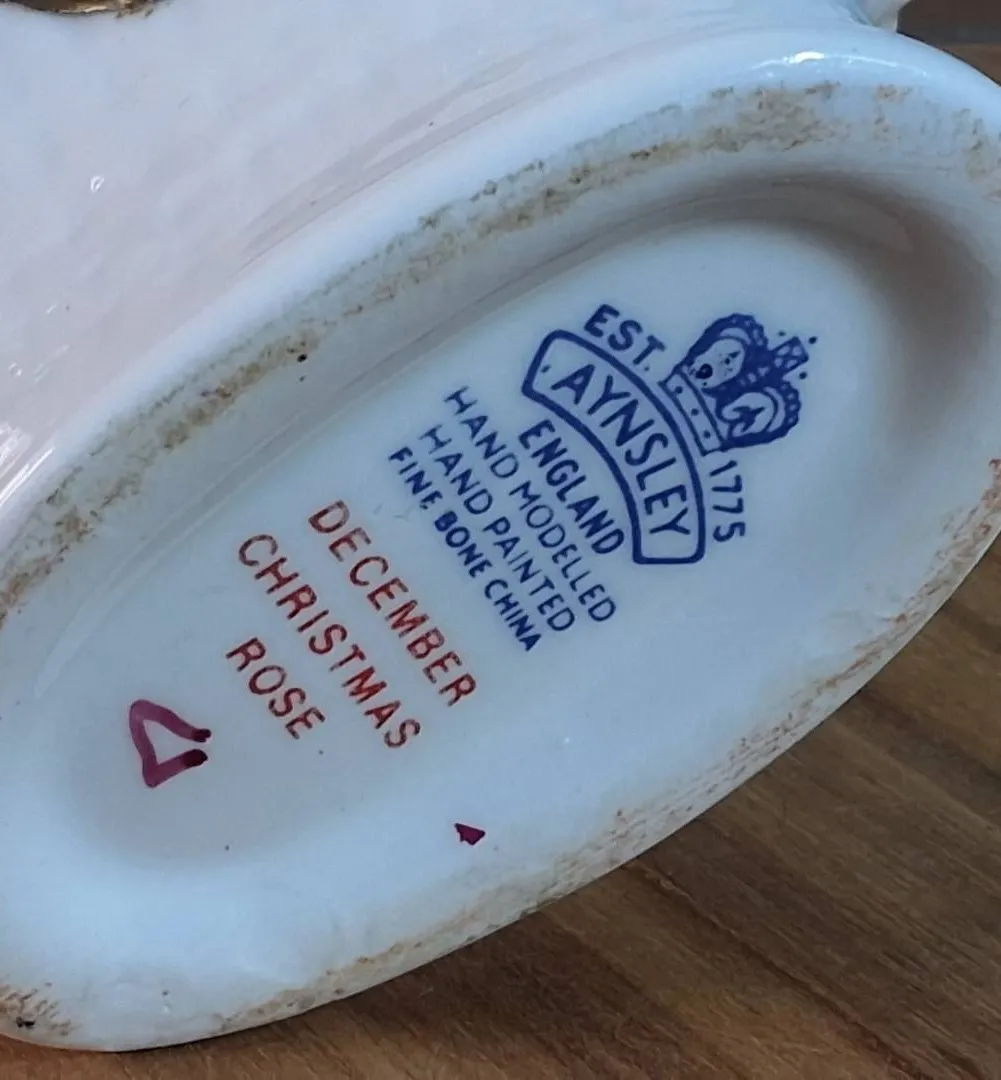 EST. 1775
AYNSLEY
ENGLAND
HAND MODELLED
HAND PAINTED
FINE BONE CHINA
DECEMBER
CHRISTMAS
ROSE